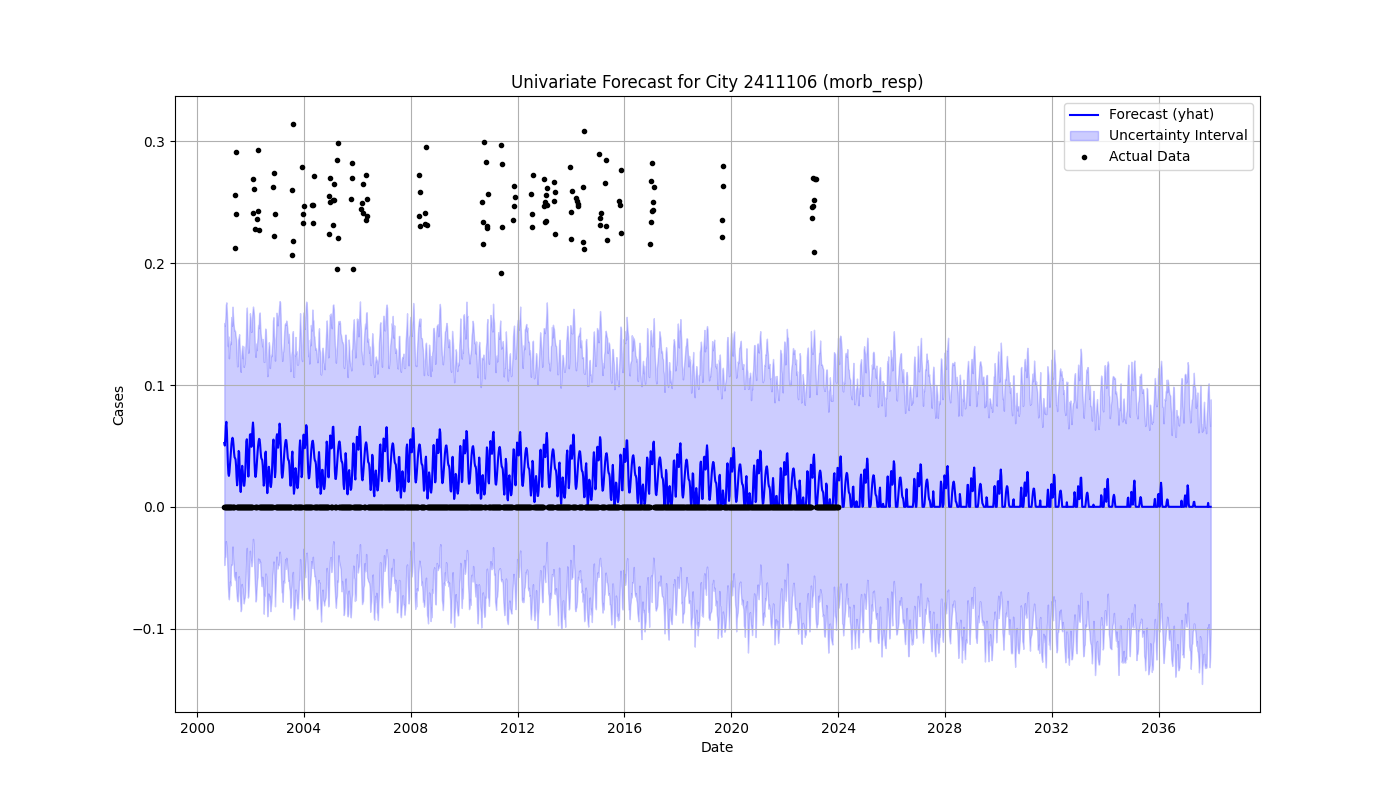 Univariate Forecast for City 2411106 (morb_resp)
Forecast (yhat)
Uncertainty Interval
Actual Data
Cases
0.3
0.2
0.1
0.0
−0.1
2000 2004 2008 2012 2016 2020 2024 2028 2032 2036
Date